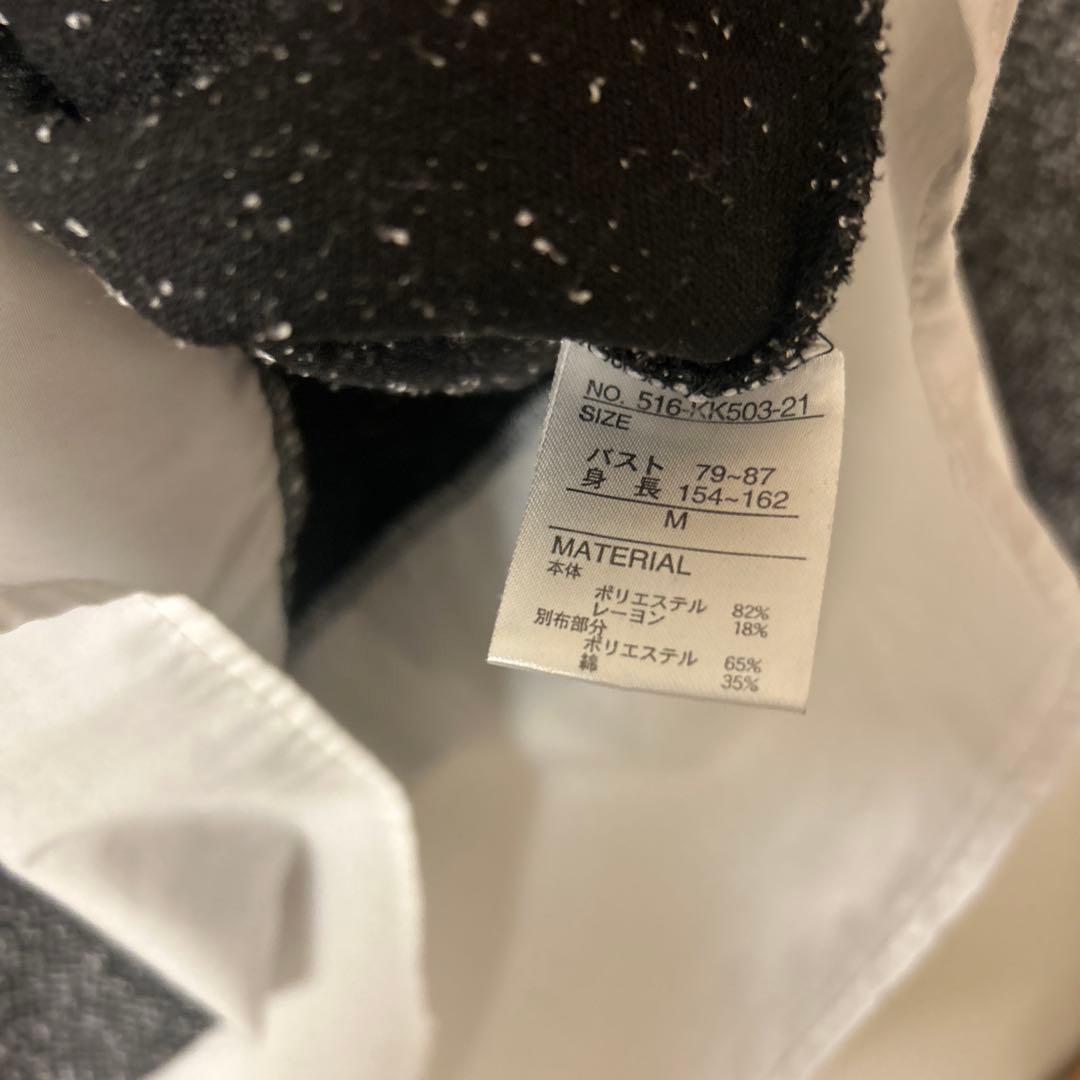 NO. 516-KK503-21
SIZE
バスト 79~87
身 長 154~162
M
MATERIAL
本体
ポリエステル 82%
レーヨン 18%
別布部分
ポリエステル 65%
綿 35%